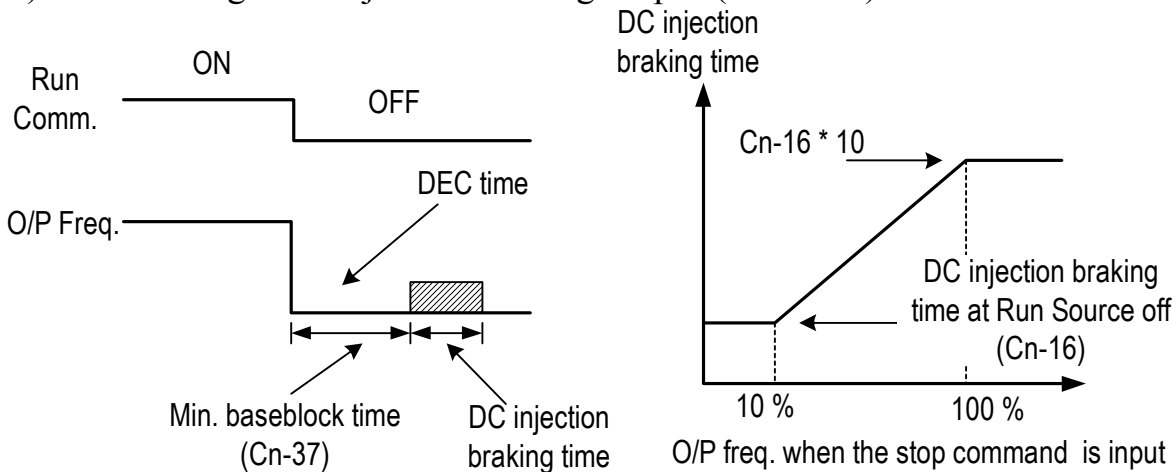 Run
Comm.
ON
OFF
O/P Freq.
DEC time
Min. baseblock time
(Cn-37)
DC injection
braking time
DC injection
braking time
Cn-16 * 10
DC injection braking
time at Run Source off
(Cn-16)
10 %
100 %
O/P freq. when the stop command is input